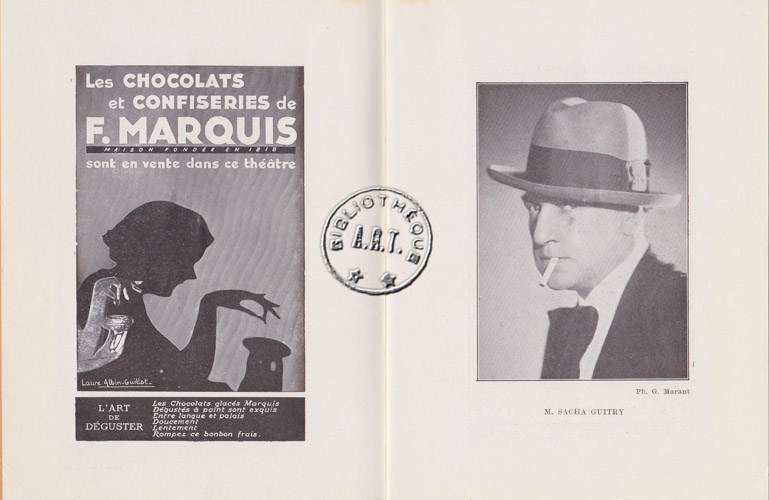 Les CHOCOLATS
et CONFISERIES de
F. MARQUIS
MAISON FONDÉE EN 1818
sont en vente dans ce théâtre
Laure Albin-Guillot
L'ART
DE
DÉGUSTER
Les Chocolats glacés Marquis
Dégustés à point sont exquis
Entre langue et palais
Doucement
Lentement
Rompez ce bonbon frais.
BIBLIOTHÈQUE
A.R.T.
Ph. G. Marant
M. SACHA GUITRY